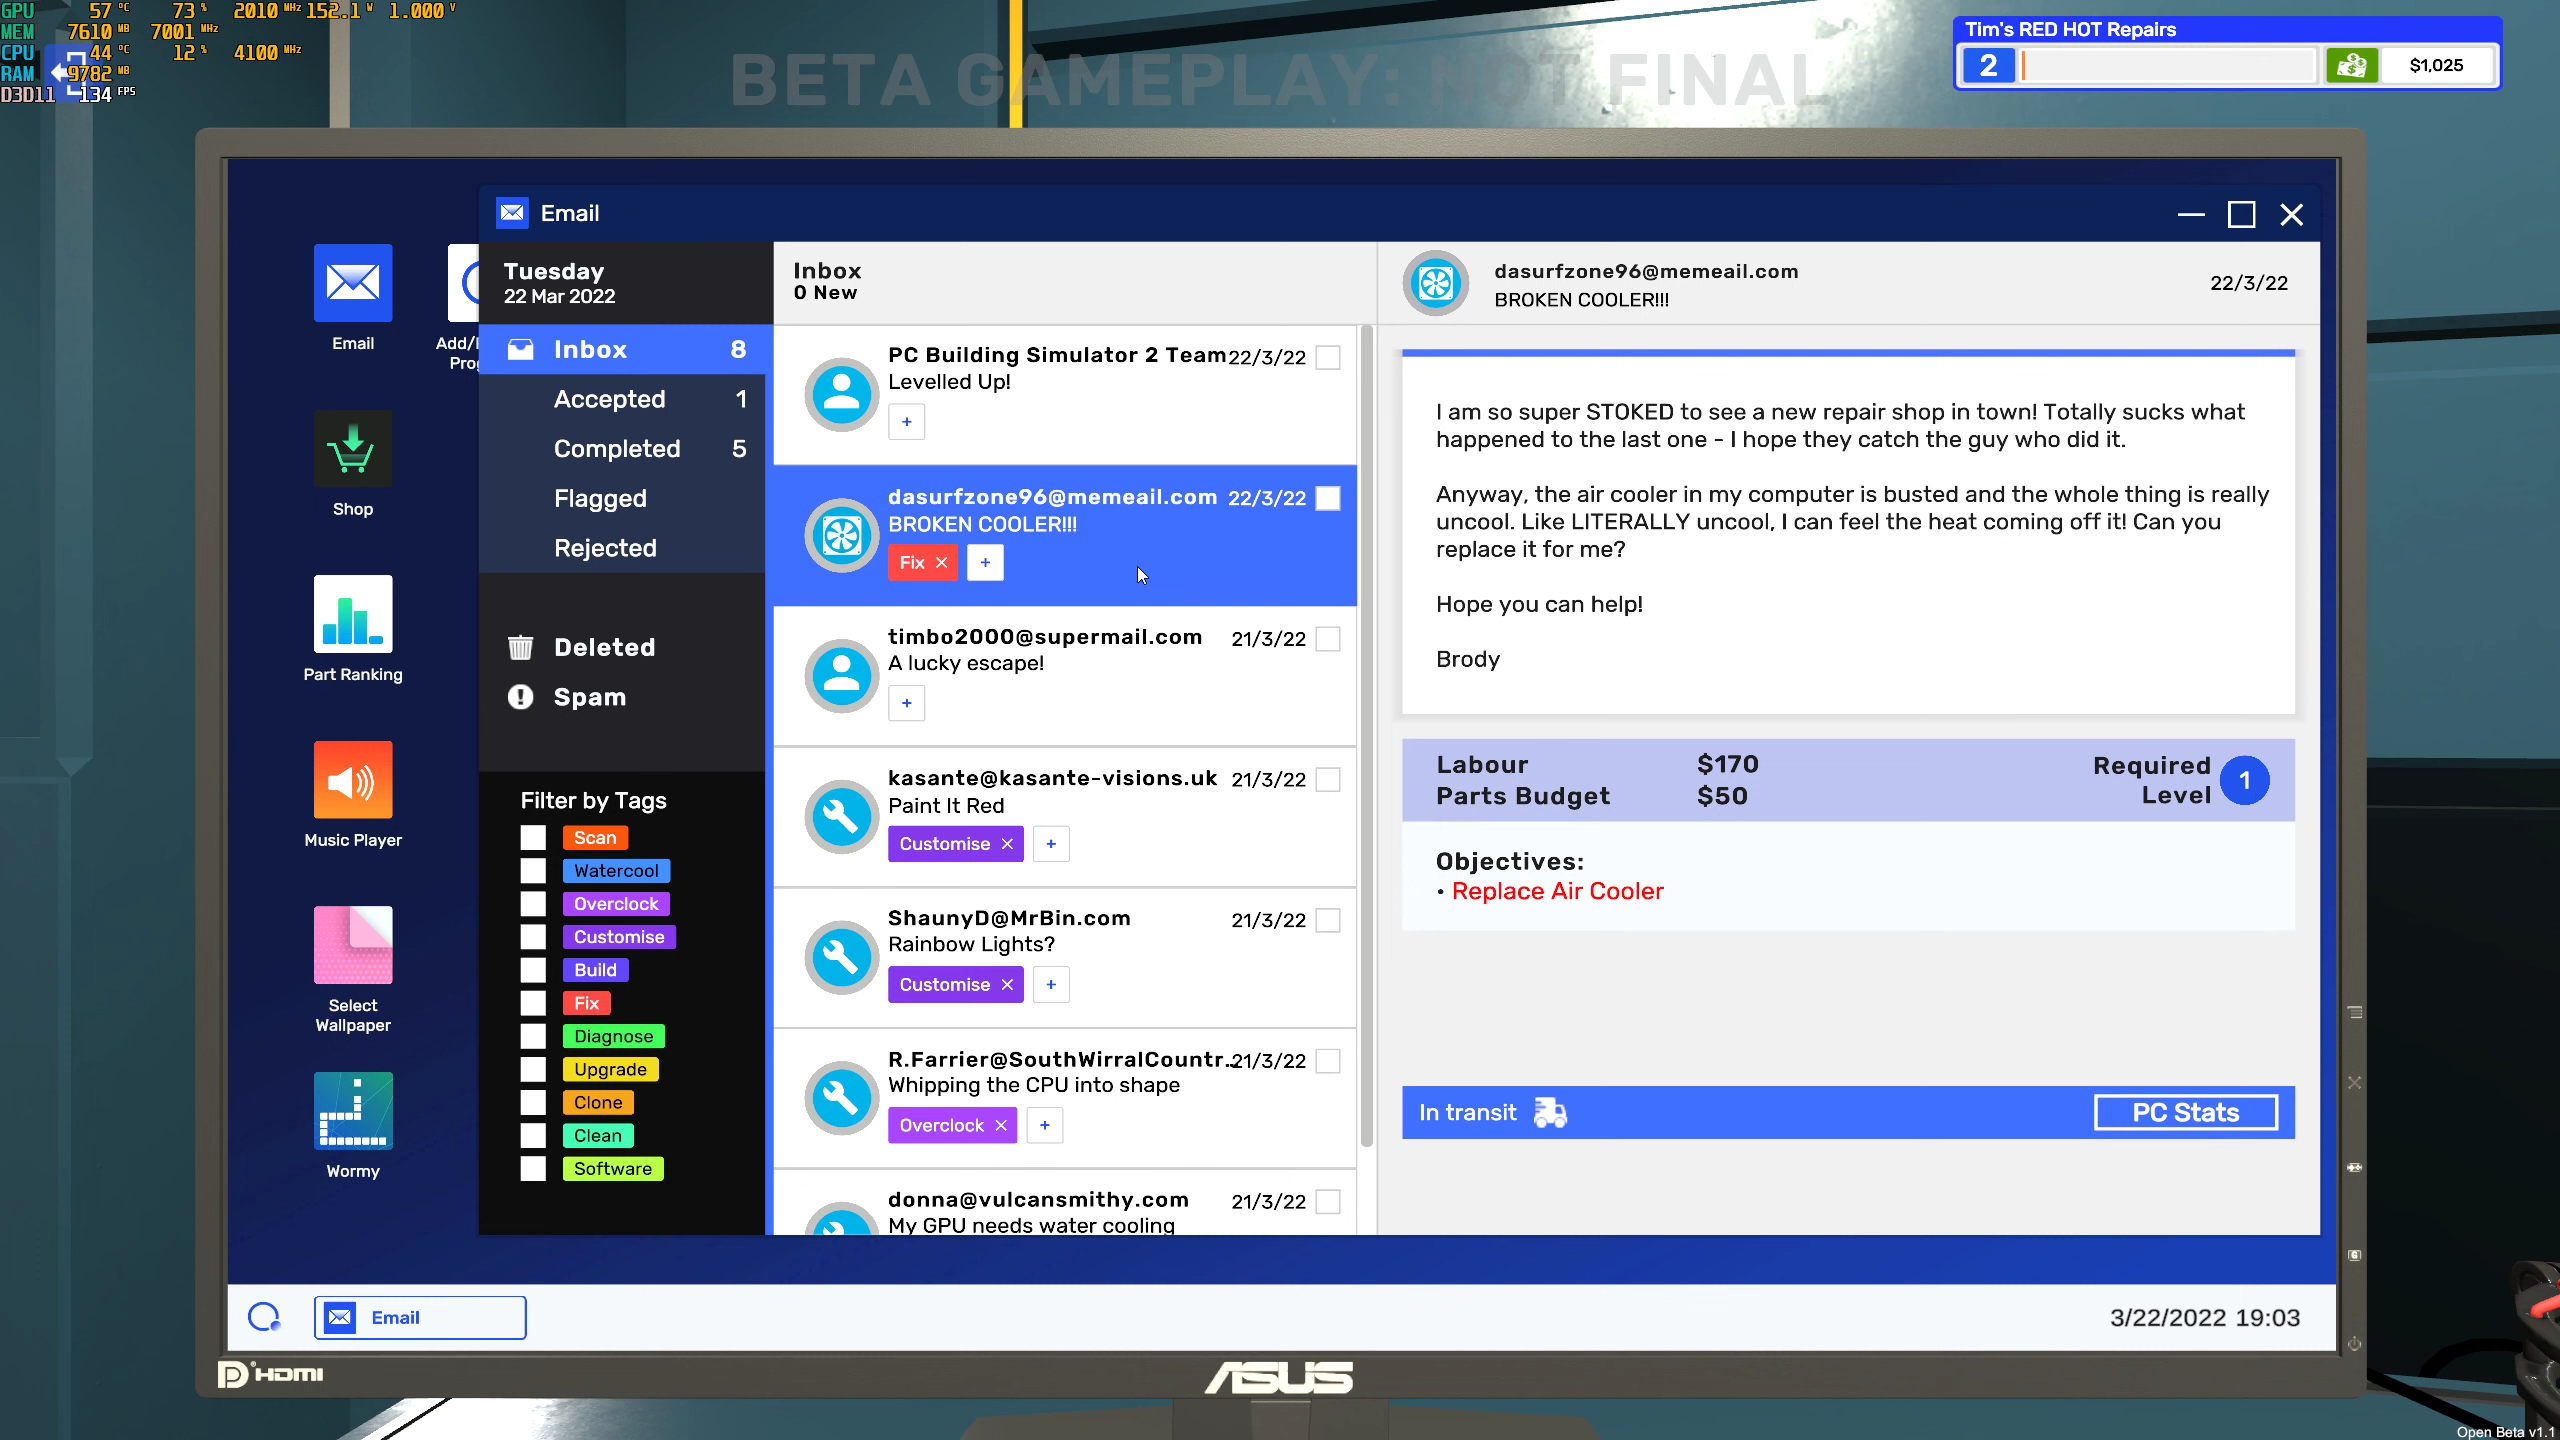 GPU 57 °C 73 % 2010 MHz 152.1 W 1.000 V
MEM 7610 MB 7001 MHz
CPU 44 °C 12 % 4100 MHz
RAM 9782 MB
D3D11 134 FPS
BETA GAMEPLAY: NOT FINAL
Tim's RED HOT Repairs
2
$1,025
Email
Email
Add/
Shop
Part Ranking
Music Player
Select
Wallpaper
Wormy
Tuesday
22 Mar 2022
Inbox 8
Accepted 1
Completed 5
Flagged
Rejected
Deleted
Spam
Filter by Tags
Scan
Watercool
Overclock
Customise
Build
Fix
Diagnose
Upgrade
Clone
Clean
Software
Inbox
0 New
PC Building Simulator 2 Team 22/3/22
Levelled Up!
+
dasurfzone96@memeail.com 22/3/22
BROKEN COOLER!!!
Fix × +
timbo2000@supermail.com 21/3/22
A lucky escape!
+
kasante@kasante-visions.uk 21/3/22
Paint It Red
Customise × +
ShaunyD@MrBin.com 21/3/22
Rainbow Lights?
Customise × +
R.Farrier@SouthWirralCountr... 21/3/22
Whipping the CPU into shape
Overclock × +
donna@vulcansmithy.com 21/3/22
My GPU needs water cooling
dasurfzone96@memeail.com
BROKEN COOLER!!!
22/3/22
I am so super STOKED to see a new repair shop in town! Totally sucks what
happened to the last one - I hope they catch the guy who did it.
Anyway, the air cooler in my computer is busted and the whole thing is really
uncool. Like LITERALLY uncool, I can feel the heat coming off it! Can you
replace it for me?
Hope you can help!
Brody
Labour $170
Parts Budget $50
Required
Level
1
Objectives:
• Replace Air Cooler
In transit
PC Stats
Email
3/22/2022 19:03
HDMI
ASUS
Open Beta v1.1